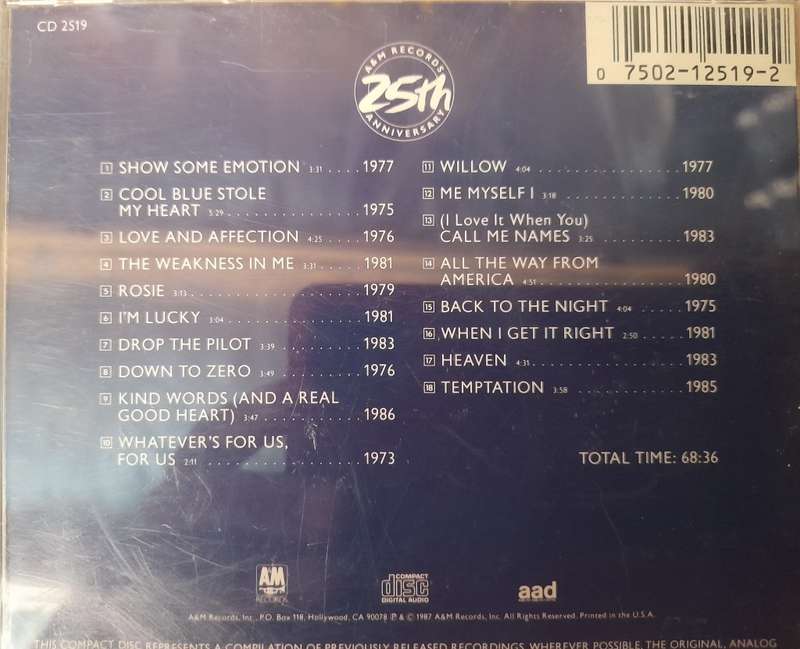 CD 2519
A&M RECORDS
25th
ANNIVERSARY
0 7502-12519-2
1 SHOW SOME EMOTION 3:31 .... 1977
2 COOL BLUE STOLE
MY HEART 5:29 .............. 1975
3 LOVE AND AFFECTION 4:25 .... 1976
4 THE WEAKNESS IN ME 3:31 .... 1981
5 ROSIE 3:13 .................. 1979
6 I'M LUCKY 3:04 .............. 1981
7 DROP THE PILOT 3:39 ......... 1983
8 DOWN TO ZERO 3:49 ......... 1976
9 KIND WORDS (AND A REAL
GOOD HEART) 3:47 .......... 1986
10 WHATEVER'S FOR US,
FOR US 2:11 ................. 1973
11 WILLOW 4:04 ................ 1977
12 ME MYSELF I 3:18 ............ 1980
13 (I Love It When You)
CALL ME NAMES 3:25 ........ 1983
14 ALL THE WAY FROM
AMERICA 4:51 ............... 1980
15 BACK TO THE NIGHT 4:04 ..... 1975
16 WHEN I GET IT RIGHT 2:50 ..... 1981
17 HEAVEN 4:31 ................ 1983
18 TEMPTATION 3:58 ........... 1985
TOTAL TIME: 68:36
A&M
RECORDS
COMPACT
disc
DIGITAL AUDIO
aad
A&M Records, Inc., P.O. Box 118, Hollywood, CA 90078 ℗ & © 1987 A&M Records, Inc. All Rights Reserved. Printed in the U.S.A.
THIS COMPACT DISC REPRESENTS A COMPILATION OF PREVIOUSLY RELEASED RECORDINGS. WHEREVER POSSIBLE, THE ORIGINAL, ANALOG